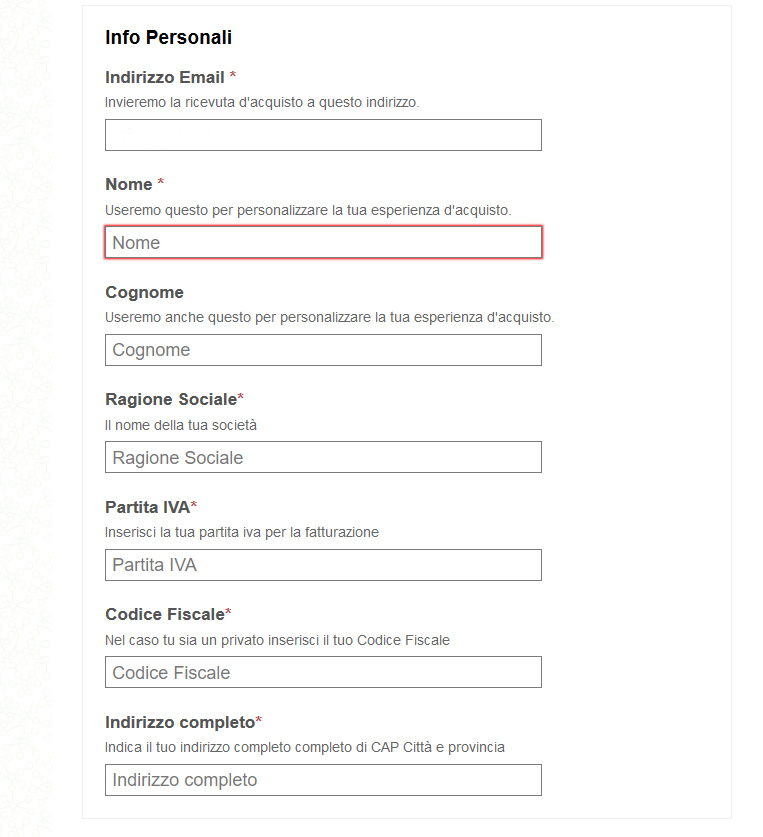 Info Personali
Indirizzo Email *
Invieremo la ricevuta d'acquisto a questo indirizzo.
Nome *
Useremo questo per personalizzare la tua esperienza d'acquisto.
Nome
Cognome
Useremo anche questo per personalizzare la tua esperienza d'acquisto.
Cognome
Ragione Sociale*
Il nome della tua società
Ragione Sociale
Partita IVA*
Inserisci la tua partita iva per la fatturazione
Partita IVA
Codice Fiscale*
Nel caso tu sia un privato inserisci il tuo Codice Fiscale
Codice Fiscale
Indirizzo completo*
Indica il tuo indirizzo completo completo di CAP Città e provincia
Indirizzo completo